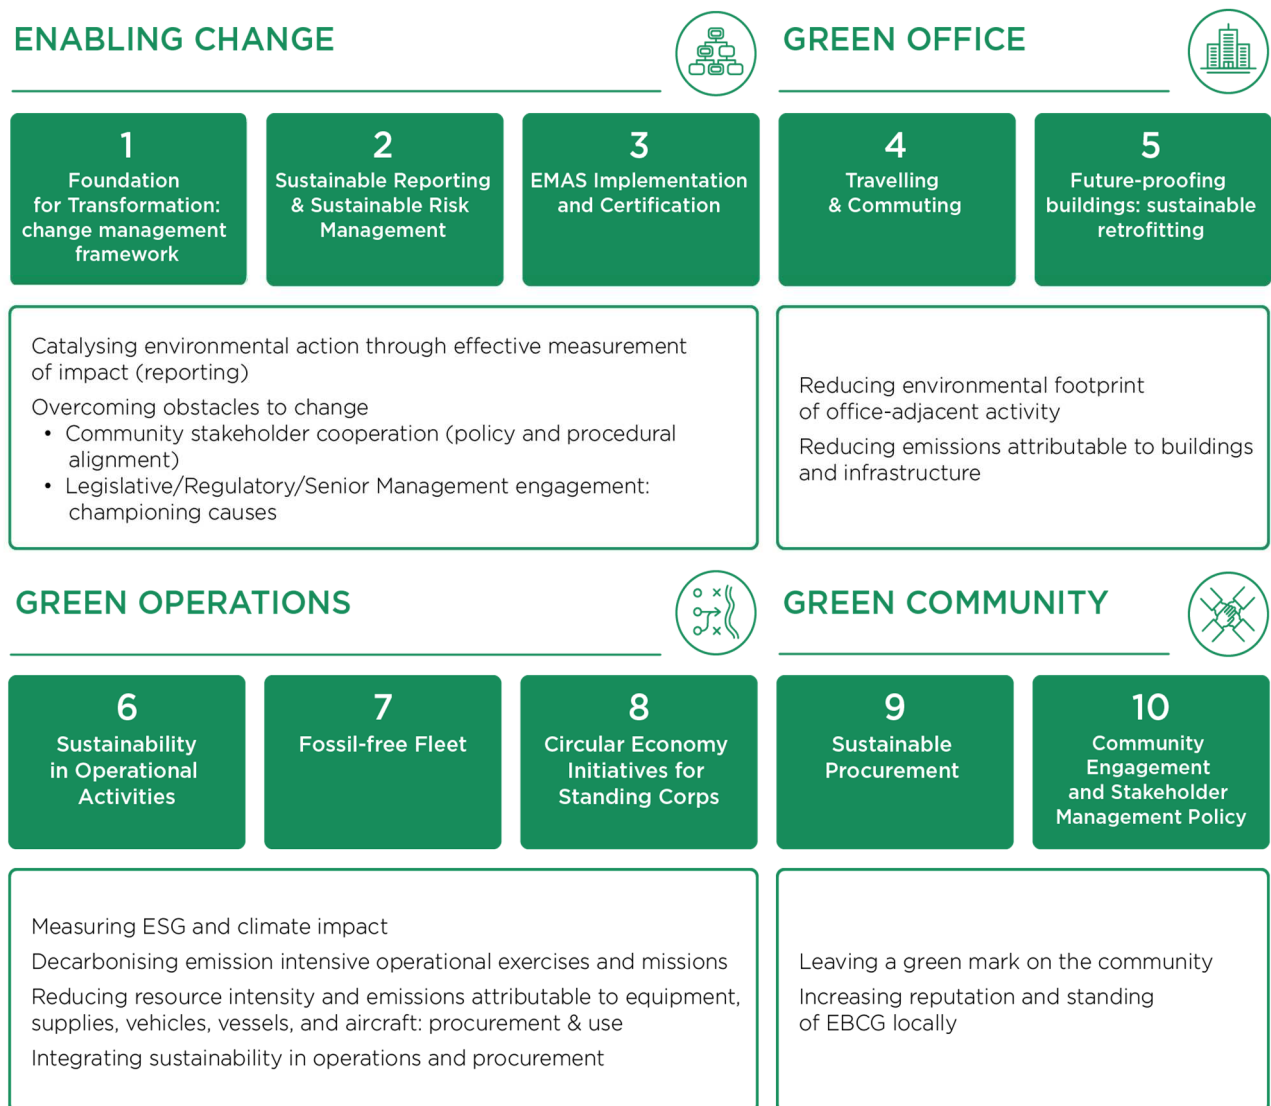 ENABLING CHANGE
1
Foundation
for Transformation:
change management
framework
2
Sustainable Reporting
& Sustainable Risk
Management
3
EMAS Implementation
and Certification
Catalysing environmental action through effective measurement
of impact (reporting)
Overcoming obstacles to change
• Community stakeholder cooperation (policy and procedural
alignment)
• Legislative/Regulatory/Senior Management engagement:
championing causes
GREEN OFFICE
4
Travelling
& Commuting
5
Future-proofing
buildings: sustainable
retrofitting
Reducing environmental footprint
of office-adjacent activity
Reducing emissions attributable to buildings
and infrastructure
GREEN OPERATIONS
6
Sustainability
in Operational
Activities
7
Fossil-free Fleet
8
Circular Economy
Initiatives for
Standing Corps
Measuring ESG and climate impact
Decarbonising emission intensive operational exercises and missions
Reducing resource intensity and emissions attributable to equipment,
supplies, vehicles, vessels, and aircraft: procurement & use
Integrating sustainability in operations and procurement
GREEN COMMUNITY
9
Sustainable
Procurement
10
Community
Engagement
and Stakeholder
Management Policy
Leaving a green mark on the community
Increasing reputation and standing
of EBCG locally